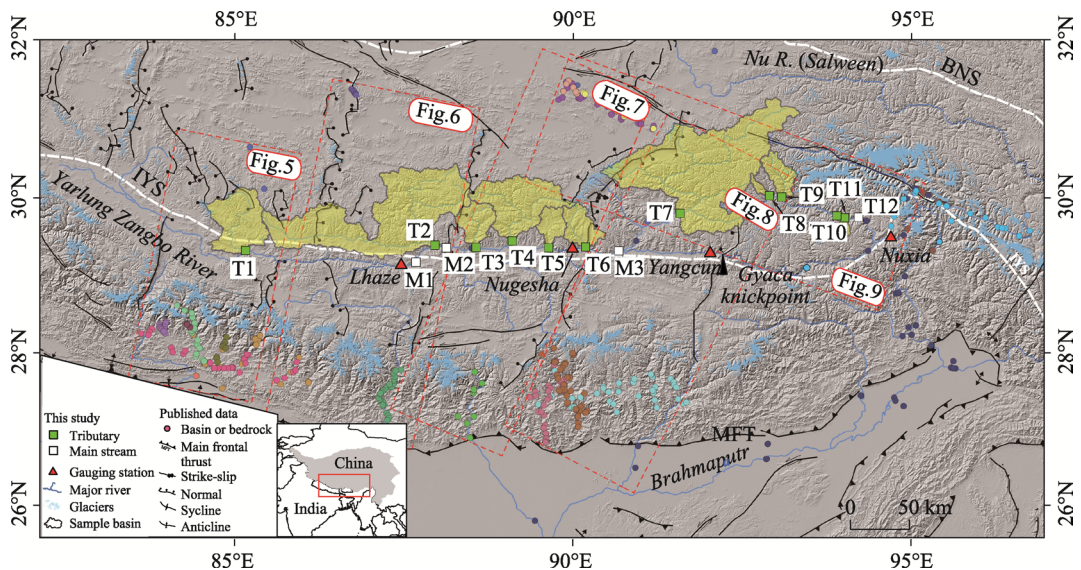 85°E 90°E 95°E
32°N 32°N
Nu R. (Salween)
BNS
Fig.6
Fig.7
Fig.5
IYS
30°N 30°N
Yarlung Zangbo River
T9
T11
T7
Fig.8
T8
T12
T10
T2
T1
Lhaze
M1
M2
T3
T4
T5
T6
M3
Nugesha
Yangcun
Gyaca
knickpoint
Nuxia
Fig.9
28°N 28°N
MFT
Brahmaputr
26°N 26°N
This study
Tributary
Main stream
Gauging station
Major river
Glaciers
Sample basin
Published data
Basin or bedrock
Main frontal
thrust
Strike-slip
Normal
Sycline
Anticline
China
India
0 50 km
85°E 90°E 95°E